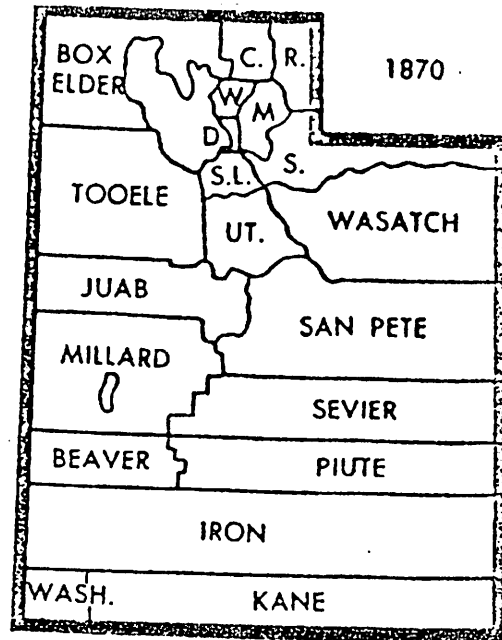 BOX
ELDER
C.
R.
1870
W
M
D
S.
S.L.
TOOELE
WASATCH
UT.
JUAB
SAN PETE
MILLARD
SEVIER
BEAVER
PIUTE
IRON
WASH.
KANE